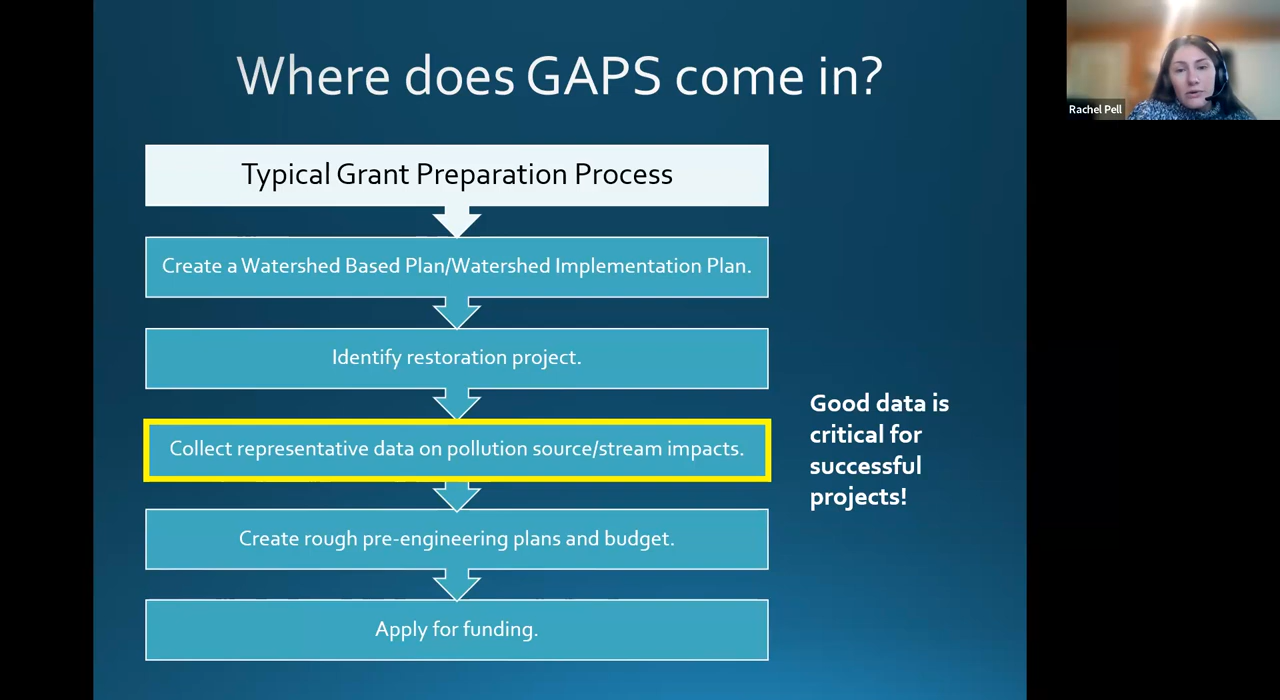 Where does GAPS come in?
Rachel Pell
Typical Grant Preparation Process
Create a Watershed Based Plan/Watershed Implementation Plan.
Identify restoration project.
Collect representative data on pollution source/stream impacts.
Good data is
critical for
successful
projects!
Create rough pre-engineering plans and budget.
Apply for funding.